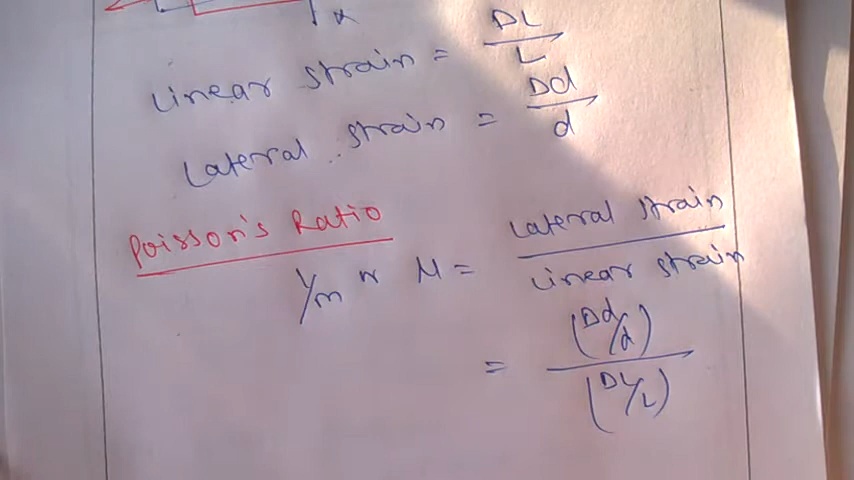 x
Linear strain = DL/L
Lateral strain = Dd/d
Poisson's Ratio
1/m or μ = Lateral strain/Linear strain
= (Dd/d)/(DL/L)